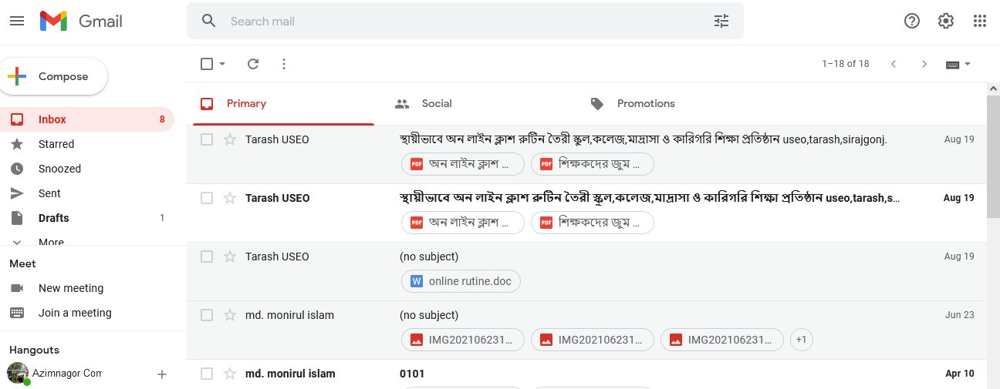 Gmail
Search mail
Compose
1–18 of 18
Primary
Social
Promotions
Inbox 8
Starred
Snoozed
Sent
Drafts 1
More
Meet
New meeting
Join a meeting
Hangouts
Azimnagor Com
Tarash USEO স্থায়ীভাবে অন লাইন ক্লাশ রুটিন তৈরী স্কুল,কলেজ,মাদ্রাসা ও কারিগরি শিক্ষা প্রতিষ্ঠান useo,tarash,sirajgonj. Aug 19
PDF অন লাইন ক্লাশ ... PDF শিক্ষকদের জুম ...
Tarash USEO স্থায়ীভাবে অন লাইন ক্লাশ রুটিন তৈরী স্কুল,কলেজ,মাদ্রাসা ও কারিগরি শিক্ষা প্রতিষ্ঠান useo,tarash,s... Aug 19
PDF অন লাইন ক্লাশ ... PDF শিক্ষকদের জুম ...
Tarash USEO (no subject) Aug 19
W online rutine.doc
md. monirul islam (no subject) Jun 23
IMG202106231... IMG202106231... IMG202106231... +1
md. monirul islam 0101 Apr 10